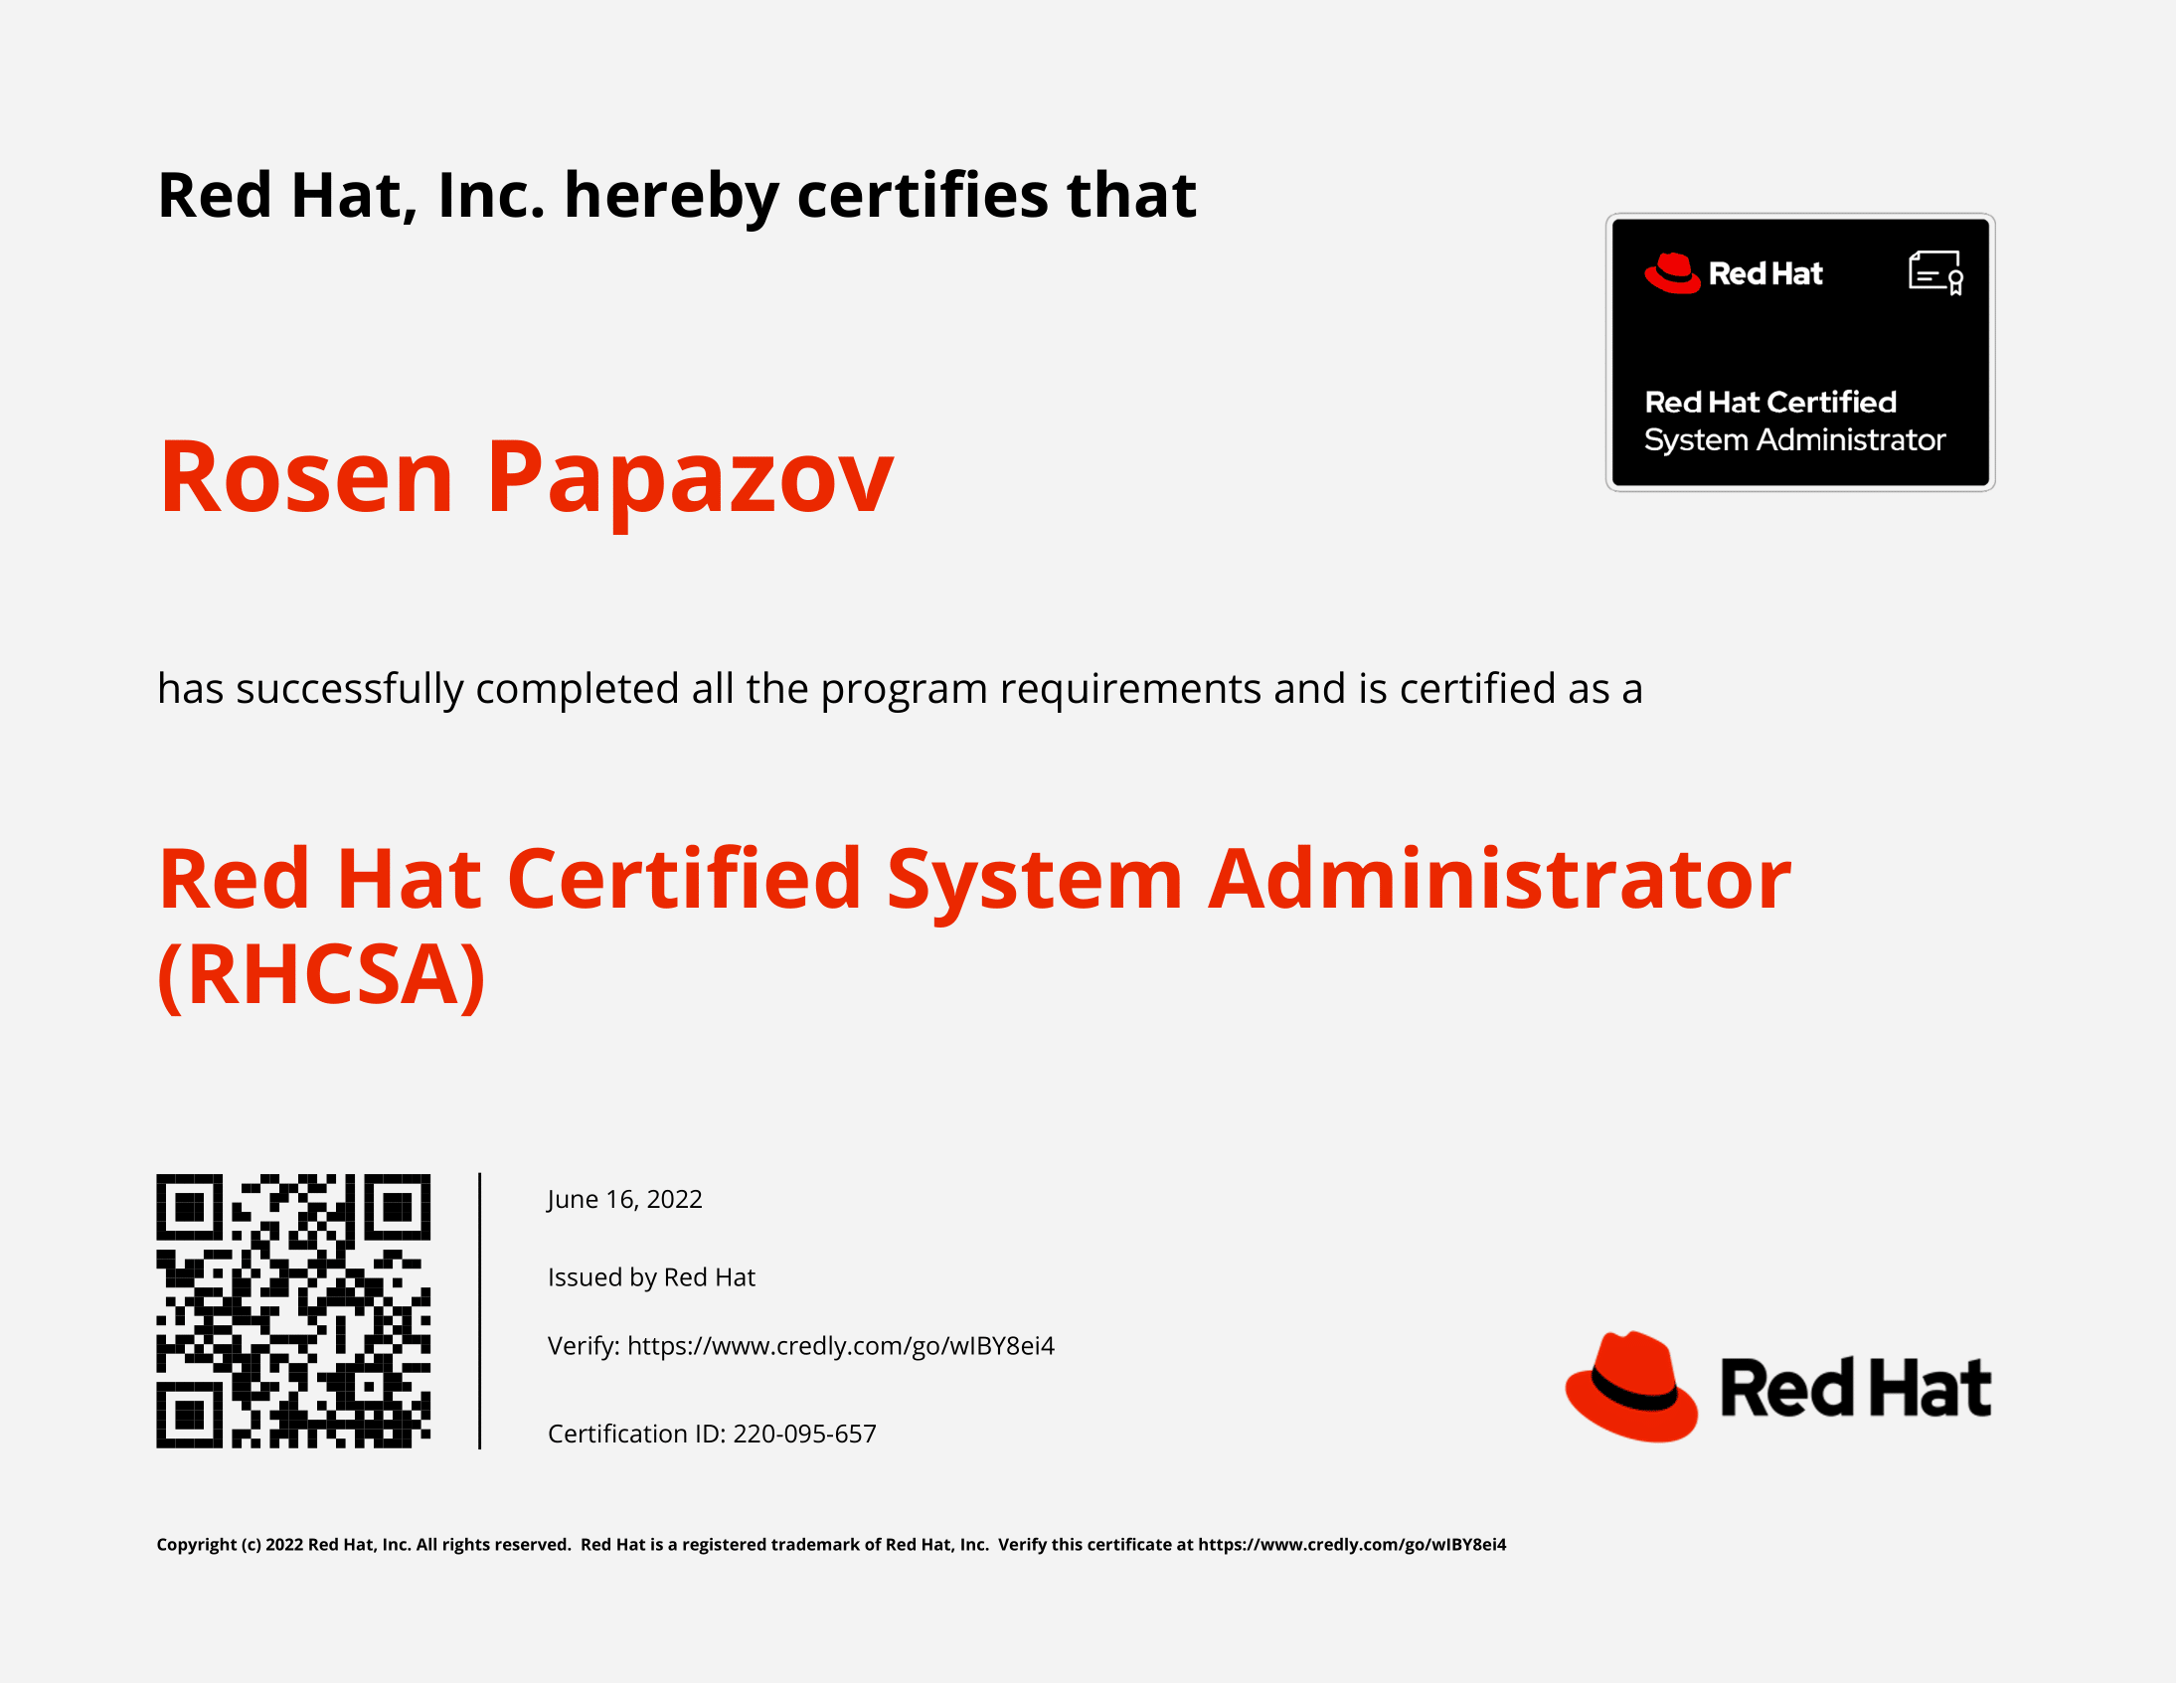 Red Hat, Inc. hereby certifies that
Red Hat
Red Hat Certified
System Administrator
Rosen Papazov
has successfully completed all the program requirements and is certified as a
Red Hat Certified System Administrator
(RHCSA)
June 16, 2022
Issued by Red Hat
Verify: https://www.credly.com/go/wIBY8ei4
Certification ID: 220-095-657
Red Hat
Copyright (c) 2022 Red Hat, Inc. All rights reserved.  Red Hat is a registered trademark of Red Hat, Inc.  Verify this certificate at https://www.credly.com/go/wIBY8ei4